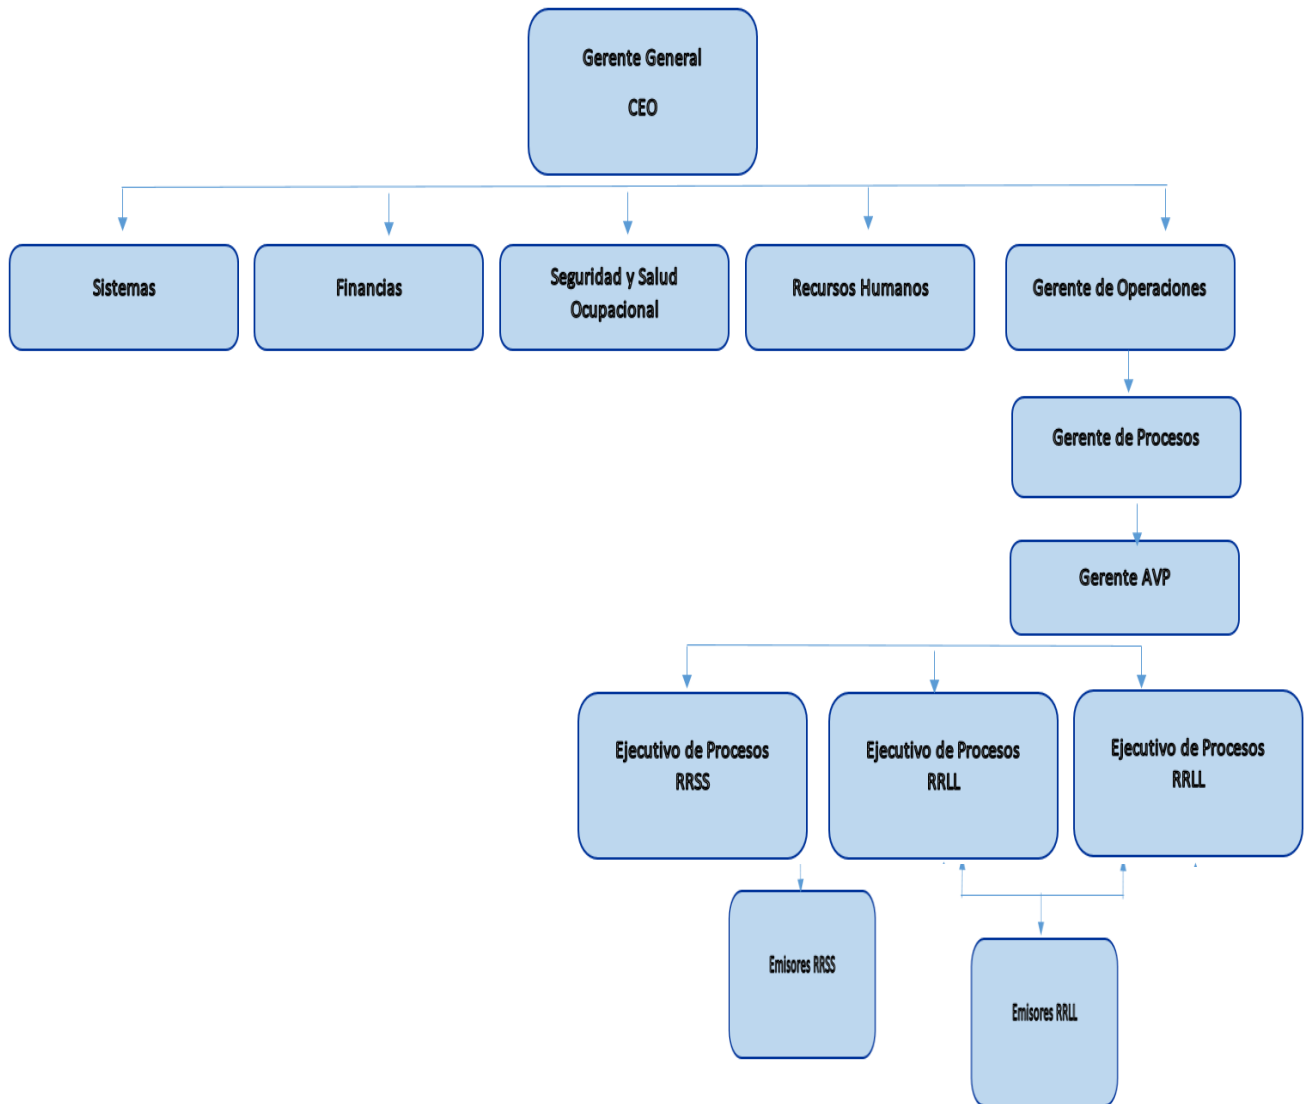 Gerente General
CEO
Sistemas
Financias
Seguridad y Salud
Ocupacional
Recursos Humanos
Gerente de Operaciones
Gerente de Procesos
Gerente AVP
Ejecutivo de Procesos
RRSS
Ejecutivo de Procesos
RRLL
Ejecutivo de Procesos
RRLL
Emisores RRSS
Emisores RRLL